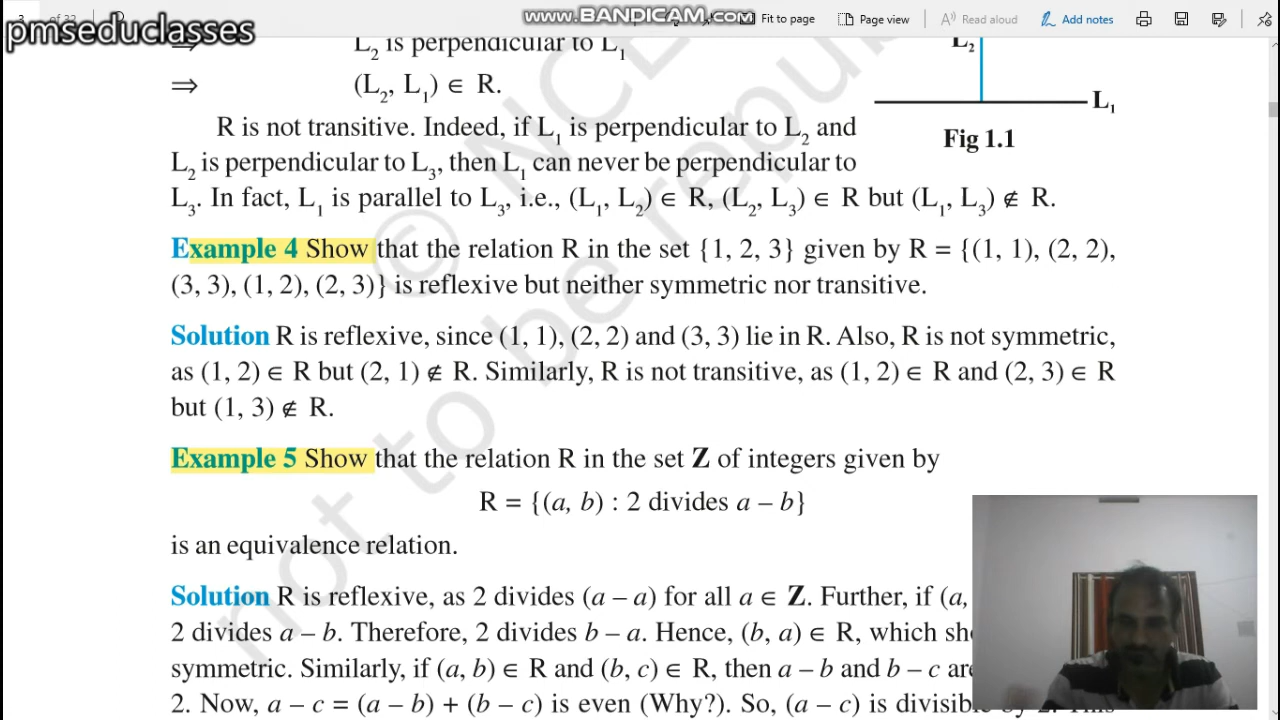 3 of 32
WWW.BANDICAM.COM
Fit to page
Page view
Read aloud
Add notes
pmseduclasses
⇒ L₂ is perpendicular to L₁
L₂
⇒ (L₂, L₁) ∈ R.
L₁
Fig 1.1
R is not transitive. Indeed, if L₁ is perpendicular to L₂ and
L₂ is perpendicular to L₃, then L₁ can never be perpendicular to
L₃. In fact, L₁ is parallel to L₃, i.e., (L₁, L₂) ∈ R, (L₂, L₃) ∈ R but (L₁, L₃) ∉ R.
Example 4 Show that the relation R in the set {1, 2, 3} given by R = {(1, 1), (2, 2),
(3, 3), (1, 2), (2, 3)} is reflexive but neither symmetric nor transitive.
Solution R is reflexive, since (1, 1), (2, 2) and (3, 3) lie in R. Also, R is not symmetric,
as (1, 2) ∈ R but (2, 1) ∉ R. Similarly, R is not transitive, as (1, 2) ∈ R and (2, 3) ∈ R
but (1, 3) ∉ R.
Example 5 Show that the relation R in the set Z of integers given by
R = {(a, b) : 2 divides a – b}
is an equivalence relation.
Solution R is reflexive, as 2 divides (a – a) for all a ∈ Z. Further, if (a,
2 divides a – b. Therefore, 2 divides b – a. Hence, (b, a) ∈ R, which
symmetric. Similarly, if (a, b) ∈ R and (b, c) ∈ R, then a – b and b – c
2. Now, a – c = (a – b) + (b – c) is even (Why?). So, (a – c) is
© NCE
not to be repu